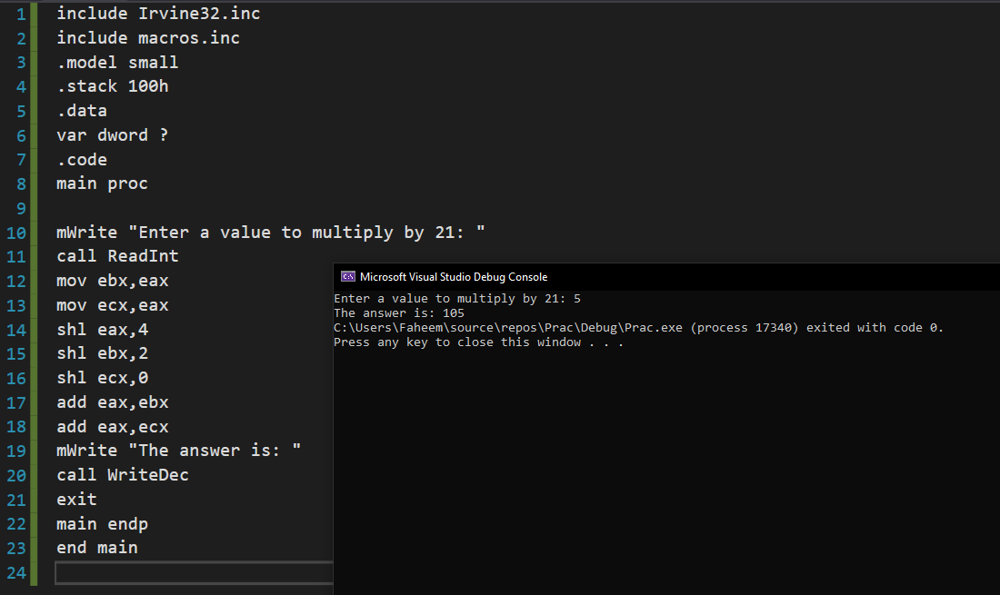 1 include Irvine32.inc
2 include macros.inc
3 .model small
4 .stack 100h
5 .data
6 var dword ?
7 .code
8 main proc
9
10 mWrite "Enter a value to multiply by 21: "
11 call ReadInt
12 mov ebx,eax
13 mov ecx,eax
14 shl eax,4
15 shl ebx,2
16 shl ecx,0
17 add eax,ebx
18 add eax,ecx
19 mWrite "The answer is: "
20 call WriteDec
21 exit
22 main endp
23 end main
24
C:\ Microsoft Visual Studio Debug Console
Enter a value to multiply by 21: 5
The answer is: 105
C:\Users\Faheem\source\repos\Prac\Debug\Prac.exe (process 17340) exited with code 0.
Press any key to close this window . . .